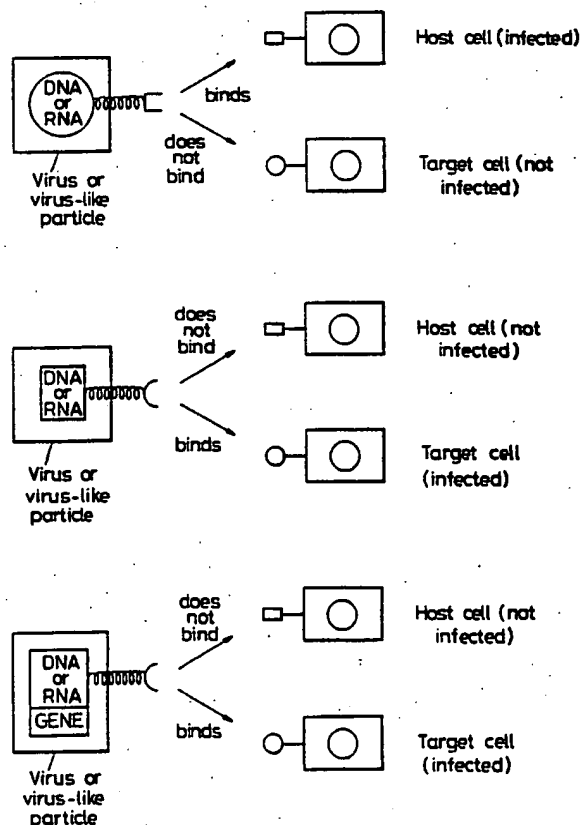 Host cell (infected)
DNA
or
RNA
binds
does
not
bind
Target cell (not
infected)
Virus or
virus-like
particle
does
not
bind
Host cell (not
infected)
DNA
or
RNA
binds
Target cell
(infected)
Virus or
virus-like
particle
does
not
bind
Host cell (not
infected)
DNA
or
RNA
GENE
binds
Target cell
(infected)
Virus or
virus-like
particle